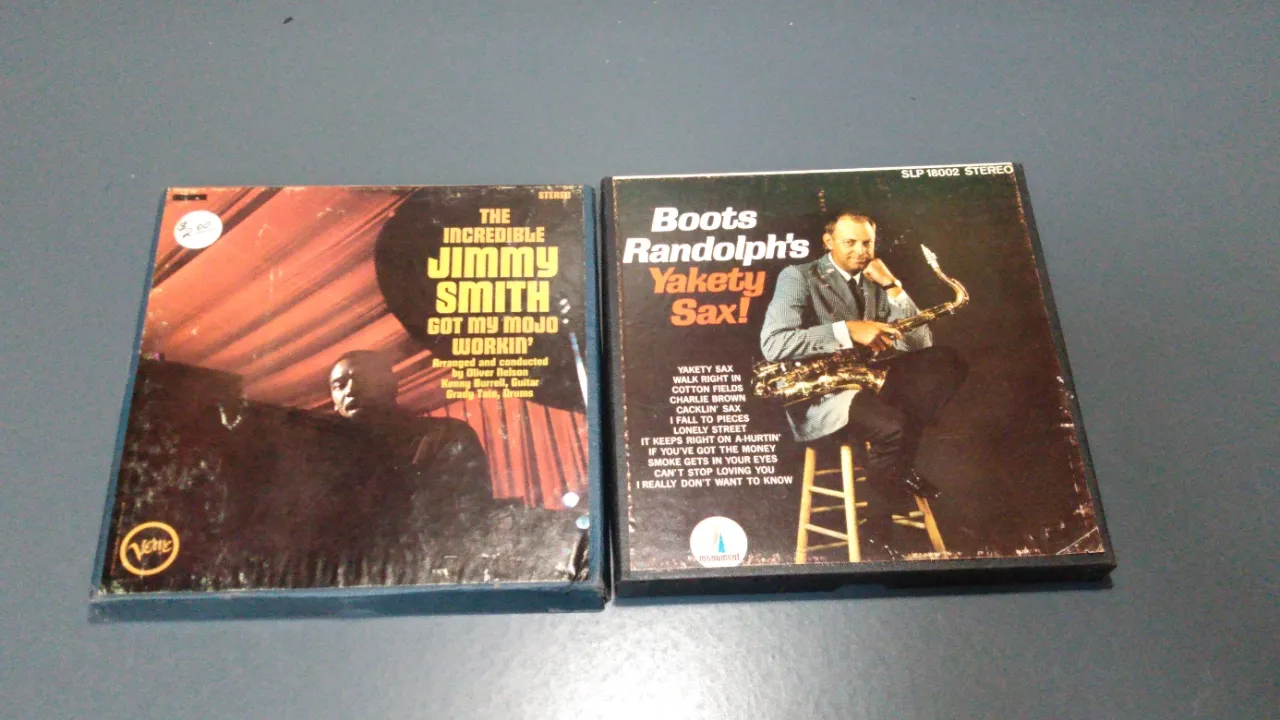 STEREO
THE
INCREDIBLE
JIMMY
SMITH
GOT MY MOJO
WORKIN'
Arranged and conducted
by Oliver Nelson
Kenny Burrell, Guitar
Grady Tate, Drums
Verve
SLP 18002 STEREO
Boots
Randolph's
Yakety
Sax!
YAKETY SAX
WALK RIGHT IN
COTTON FIELDS
CHARLIE BROWN
CACKLIN' SAX
I FALL TO PIECES
LONELY STREET
IT KEEPS RIGHT ON A-HURTIN'
IF YOU'VE GOT THE MONEY
SMOKE GETS IN YOUR EYES
CAN'T STOP LOVING YOU
I REALLY DON'T WANT TO KNOW
monument